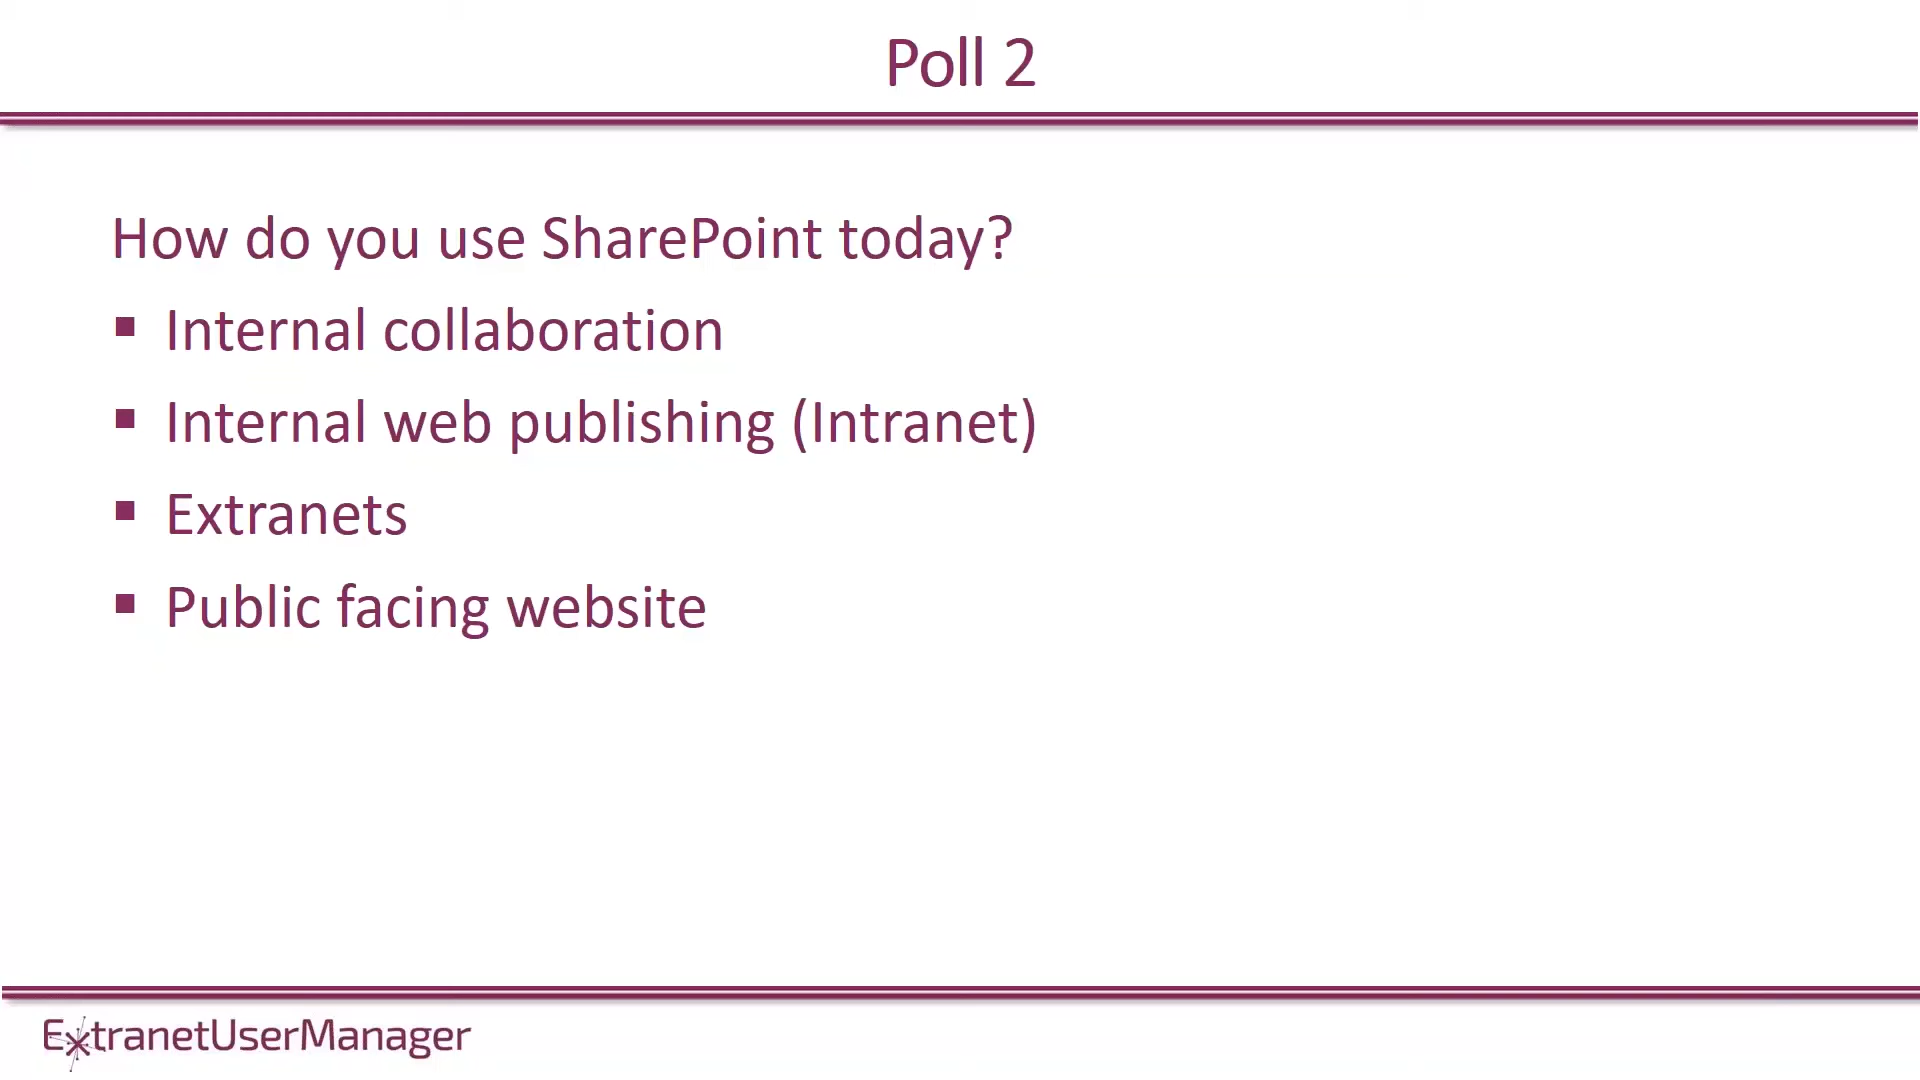 Poll 2
How do you use SharePoint today?
▪ Internal collaboration
▪ Internal web publishing (Intranet)
▪ Extranets
▪ Public facing website
ExtranetUserManager